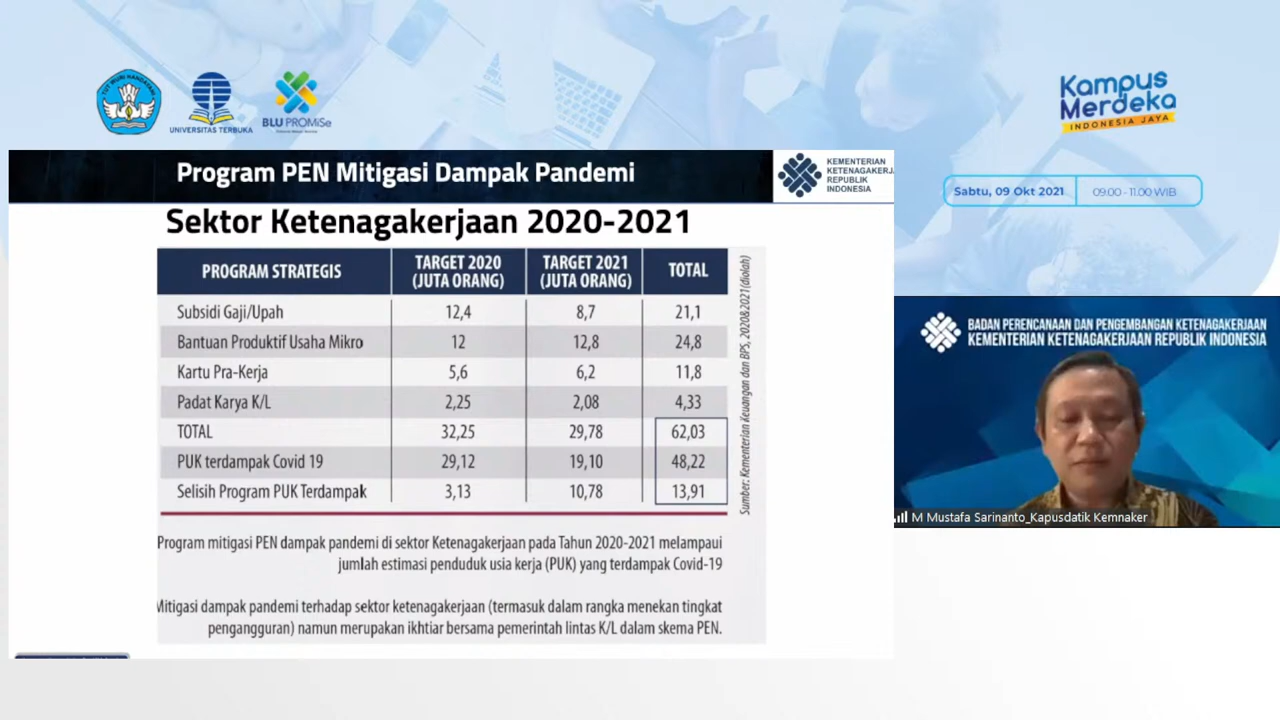 TUT WURI HANDAYANI
UNIVERSITAS TERBUKA
BLU PROMiSe
Kampus
Merdeka
INDONESIA JAYA
Program PEN Mitigasi Dampak Pandemi
KEMENTERIAN
KETENAGAKERJ
REPUBLIK
INDONESIA
Sabtu, 09 Okt 2021 09.00 - 11.00 WIB
Sektor Ketenagakerjaan 2020-2021
PROGRAM STRATEGIS TARGET 2020 (JUTA ORANG) TARGET 2021 (JUTA ORANG) TOTAL
Subsidi Gaji/Upah 12,4 8,7 21,1
Bantuan Produktif Usaha Mikro 12 12,8 24,8
Kartu Pra-Kerja 5,6 6,2 11,8
Padat Karya K/L 2,25 2,08 4,33
TOTAL 32,25 29,78 62,03
PUK terdampak Covid 19 29,12 19,10 48,22
Selisih Program PUK Terdampak 3,13 10,78 13,91
Sumber: Kementerian Keuangan dan BPS, 2020&2021(diolah)
Program mitigasi PEN dampak pandemi di sektor Ketenagakerjaan pada Tahun 2020-2021 melampaui
jumlah estimasi penduduk usia kerja (PUK) yang terdampak Covid-19
Mitigasi dampak pandemi terhadap sektor ketenagakerjaan (termasuk dalam rangka menekan tingkat
pengangguran) namun merupakan ikhtiar bersama pemerintah lintas K/L dalam skema PEN.
BADAN PERENCANAAN DAN PENGEMBANGAN KETENAGAKERJAAN
KEMENTERIAN KETENAGAKERJAAN REPUBLIK INDONESIA
M Mustafa Sarinanto_Kapusdatik Kemnaker